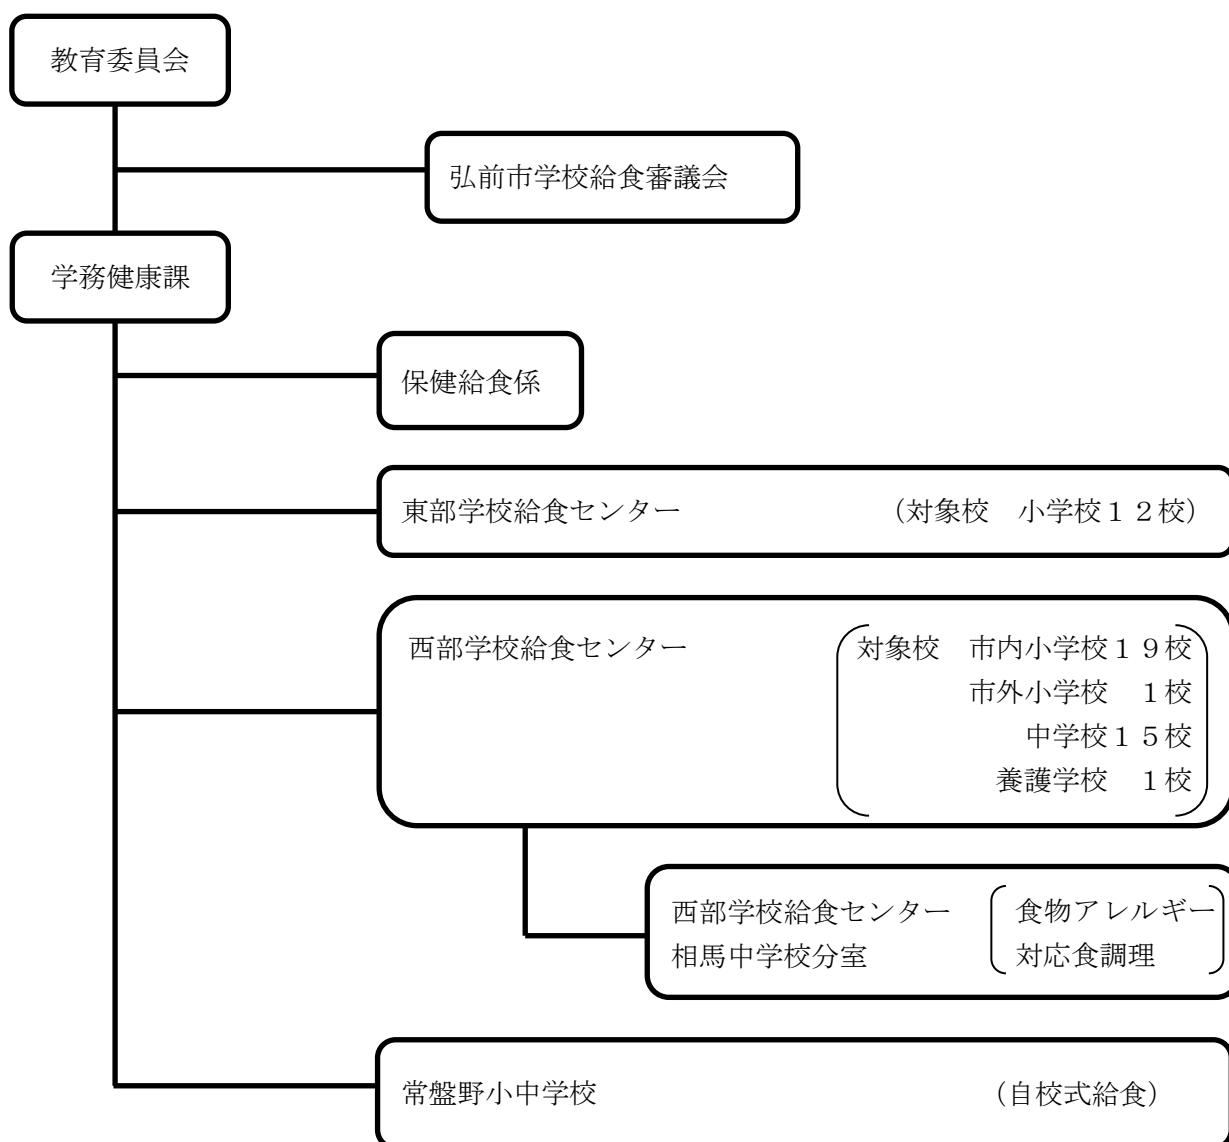 教育委員会
弘前市学校給食審議会
学務健康課
保健給食係
東部学校給食センター　（対象校　小学校１２校）
西部学校給食センター　対象校　市内小学校１９校
市外小学校　１校
中学校１５校
養護学校　１校
西部学校給食センター　食物アレルギー
相馬中学校分室　対応食調理
常盤野小中学校　（自校式給食）